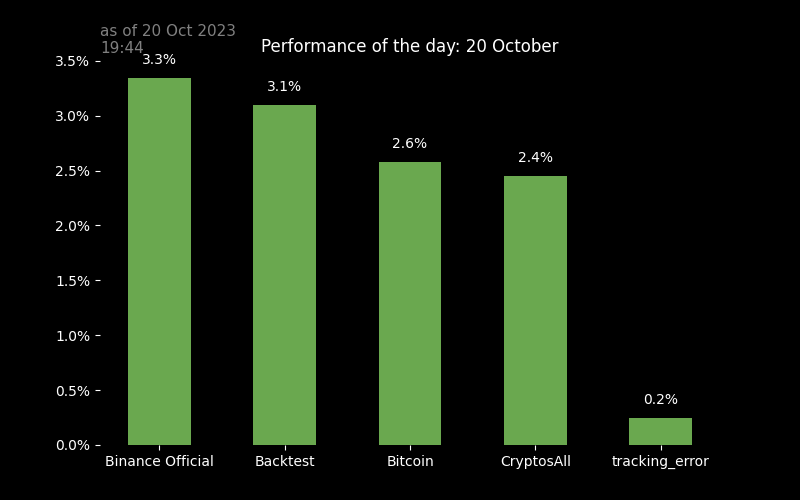 as of 20 Oct 2023
19:44
Performance of the day: 20 October
3.5%
3.0%
2.5%
2.0%
1.5%
1.0%
0.5%
0.0%
3.3%
3.1%
2.6%
2.4%
0.2%
Binance Official
Backtest
Bitcoin
CryptosAll
tracking_error